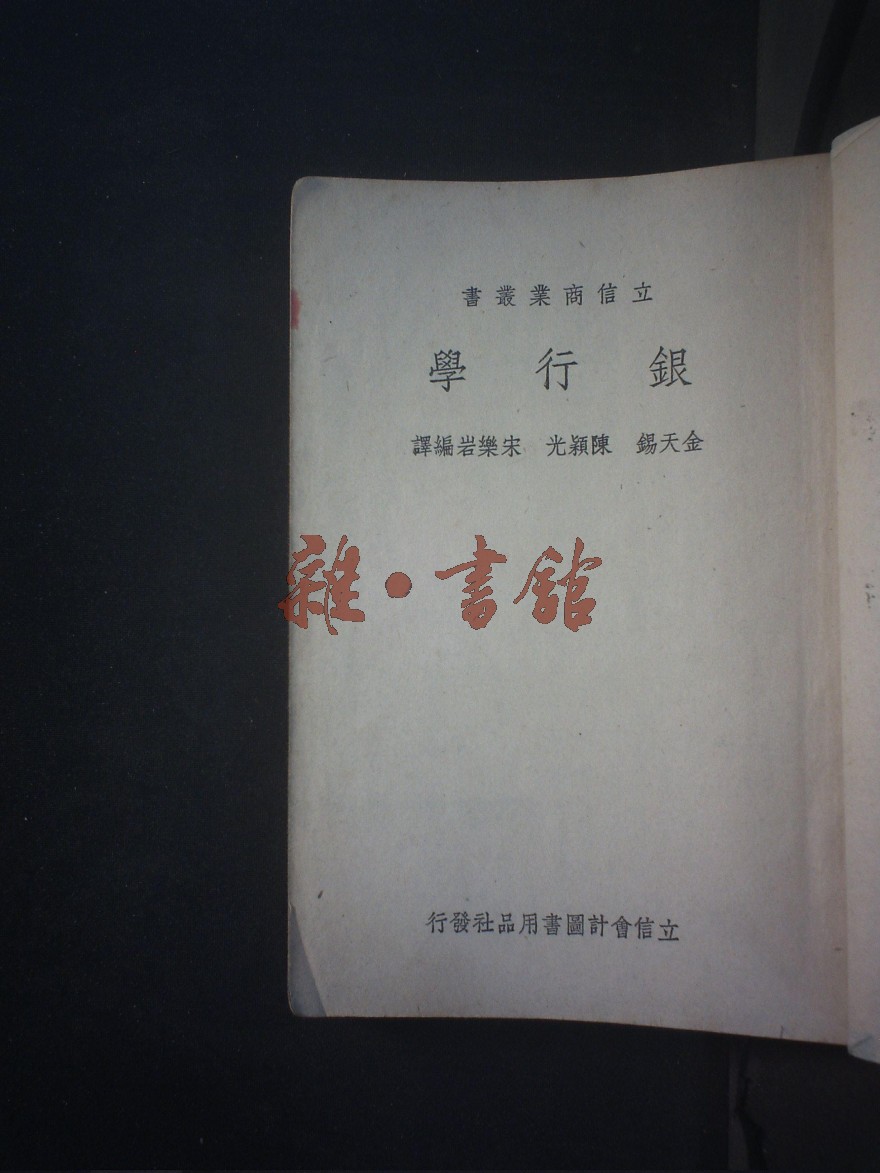 立信商業叢書
銀行學
金天錫 陳穎光 宋樂岩編譯
雜·書館
立信會計圖書用品社發行